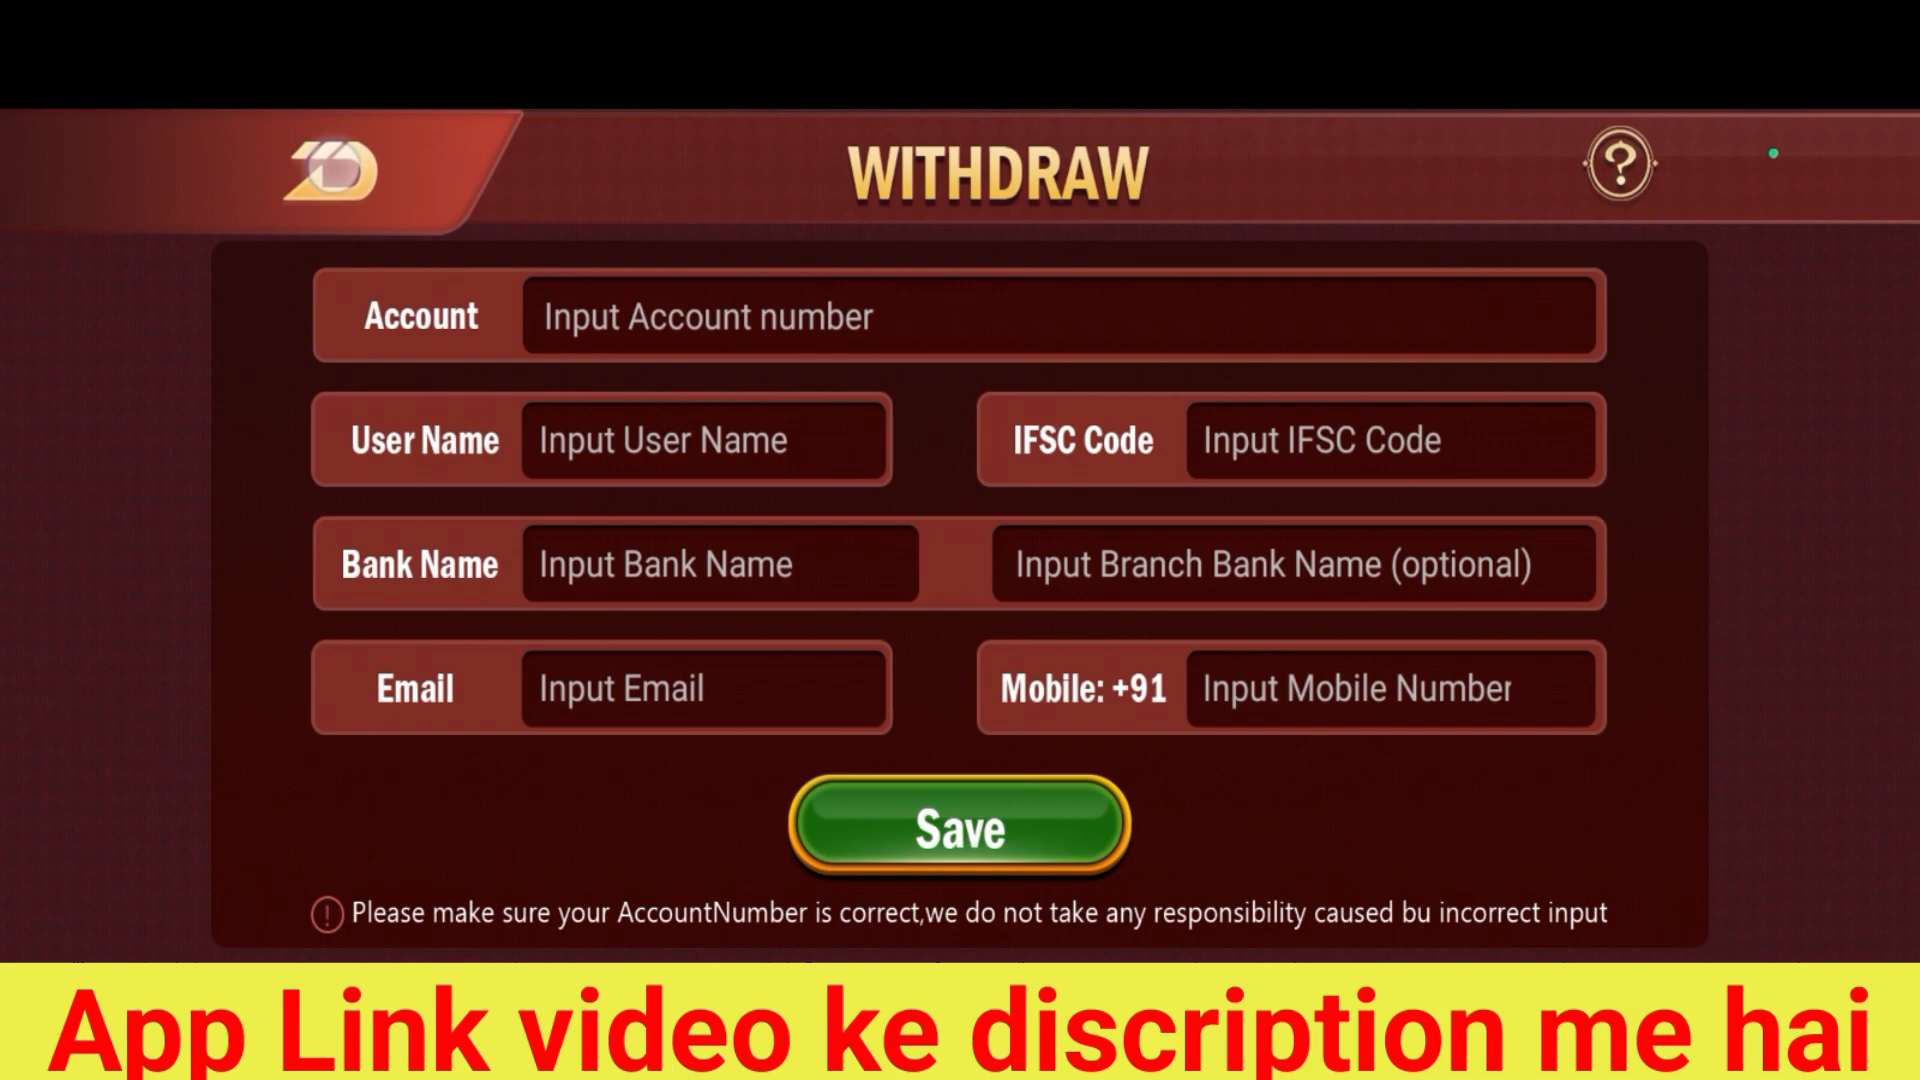 WITHDRAW
Account Input Account number
User Name Input User Name IFSC Code Input IFSC Code
Bank Name Input Bank Name Input Branch Bank Name (optional)
Email Input Email Mobile: +91 Input Mobile Number
Save
Please make sure your AccountNumber is correct,we do not take any responsibility caused bu incorrect input
App Link video ke discription me hai